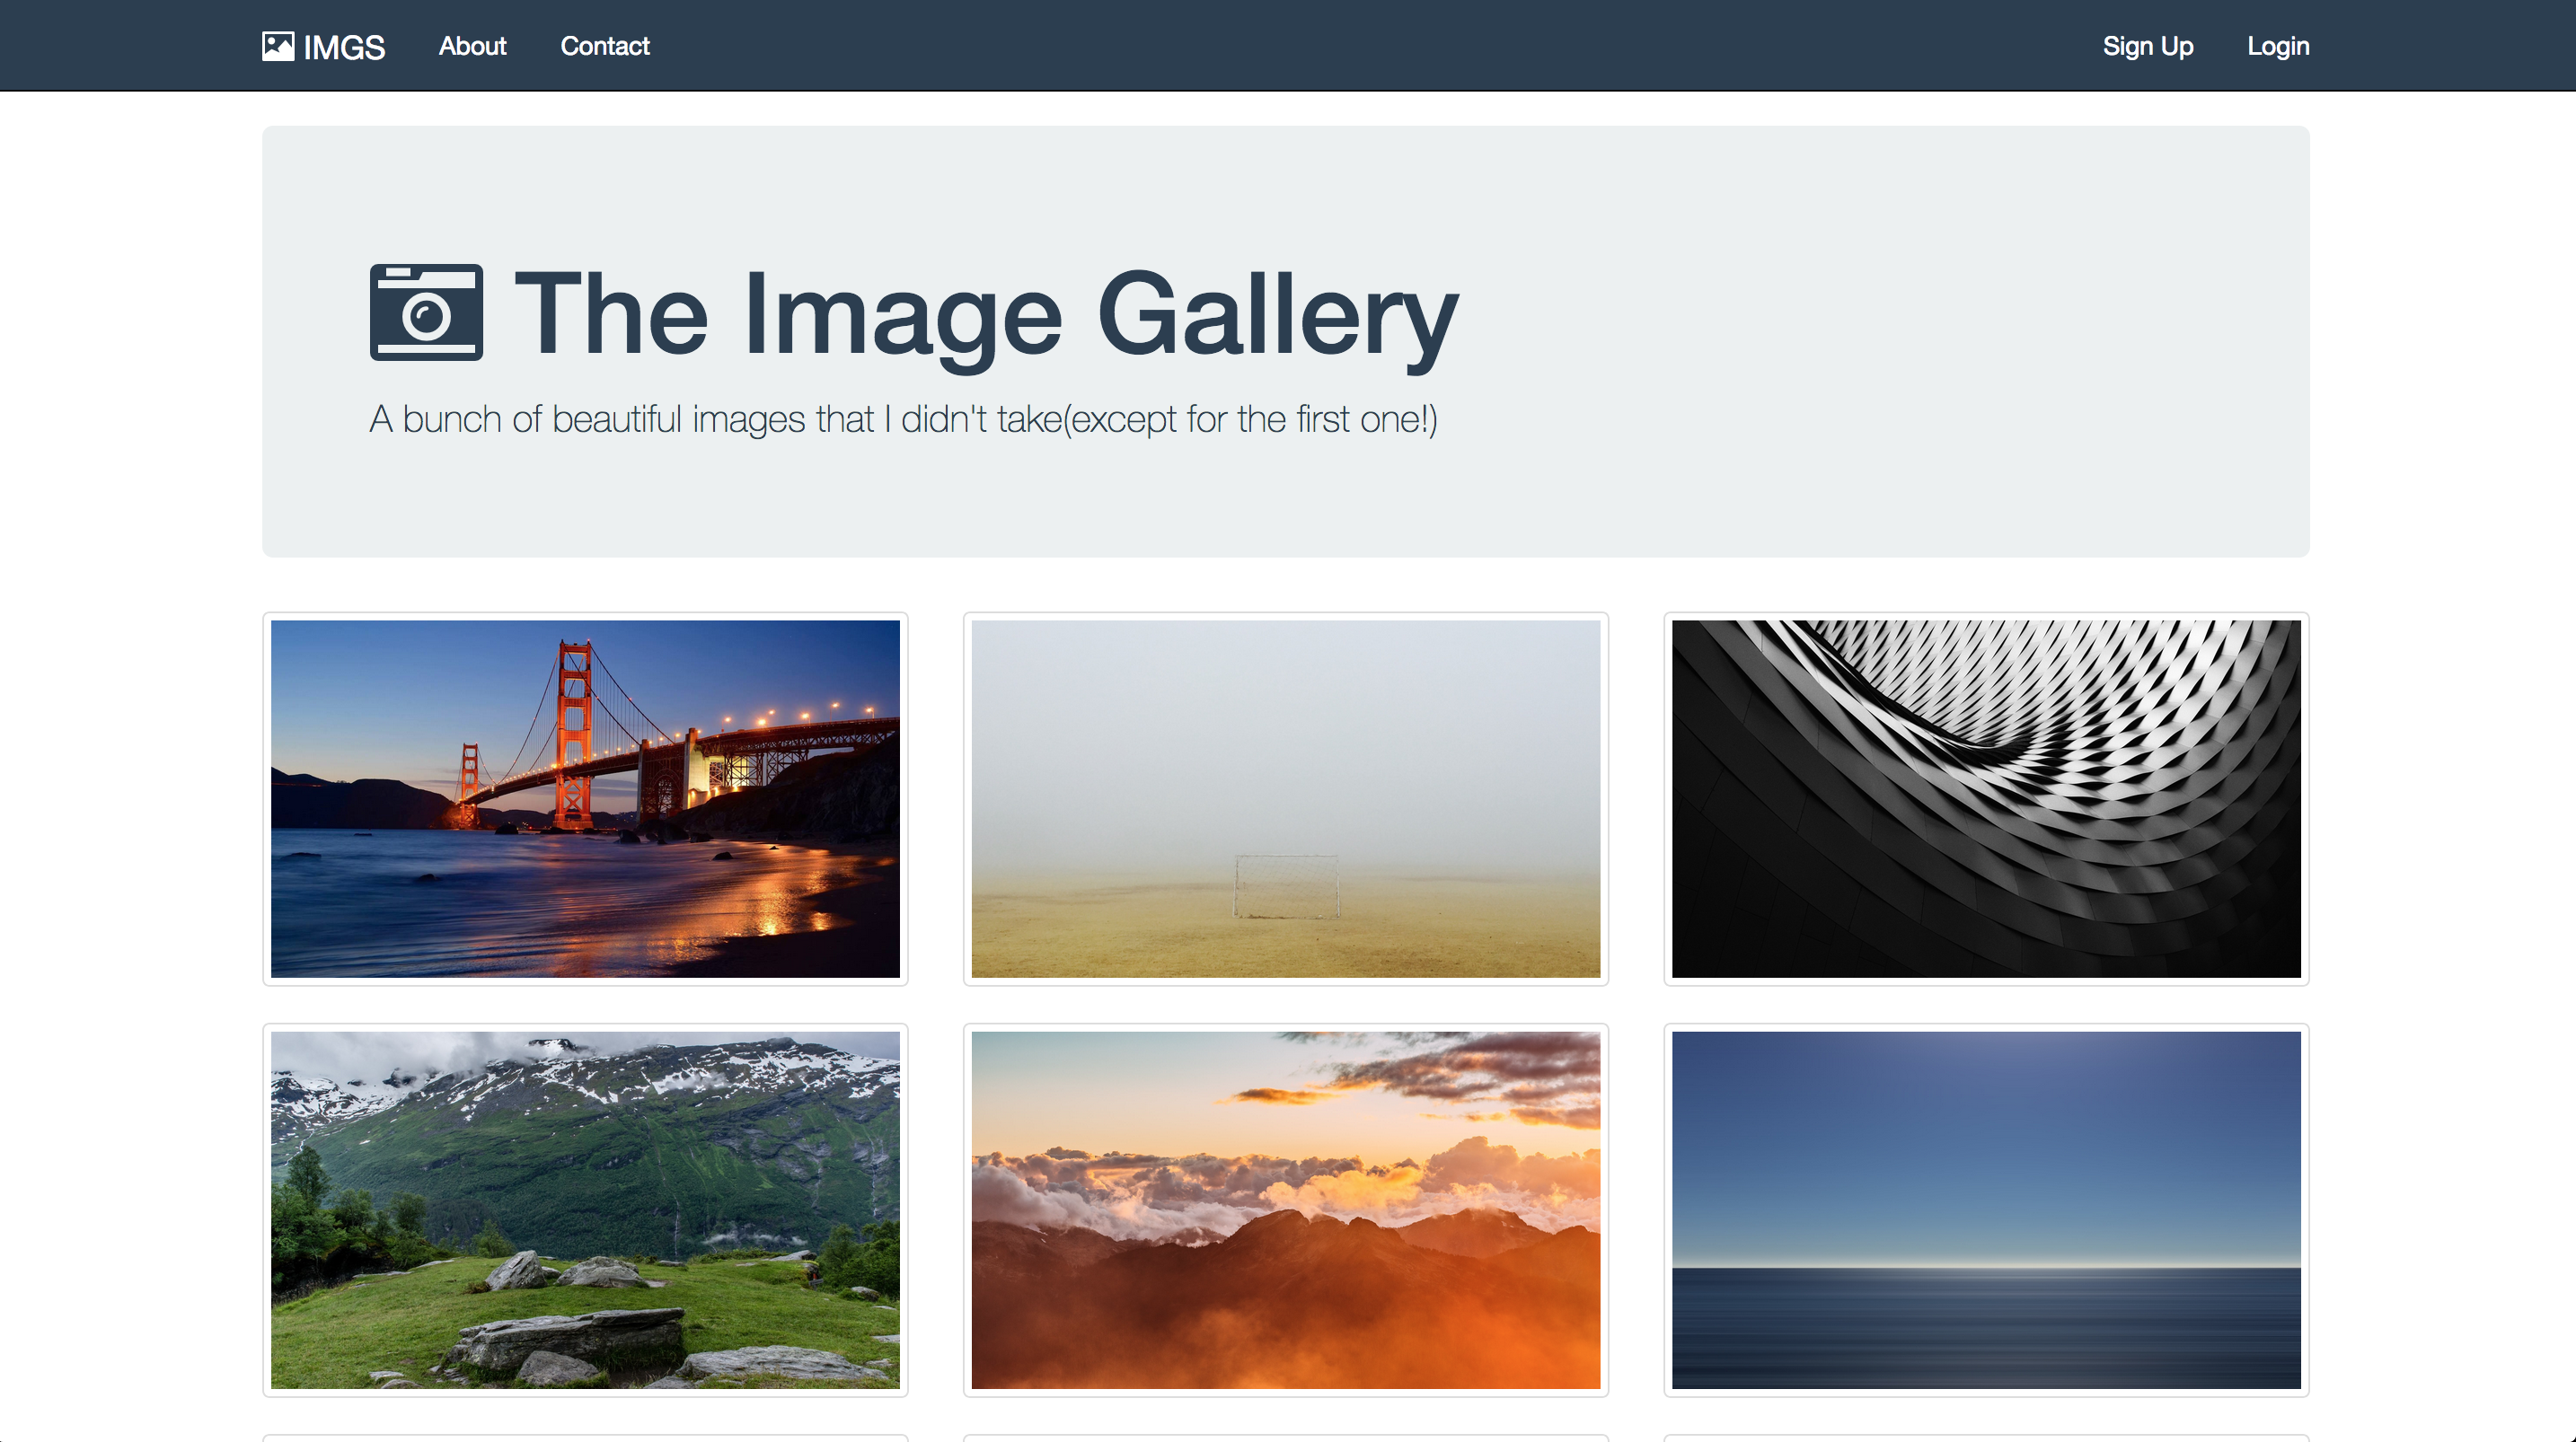 IMGS About Contact Sign Up Login
The Image Gallery
A bunch of beautiful images that I didn't take(except for the first one!)